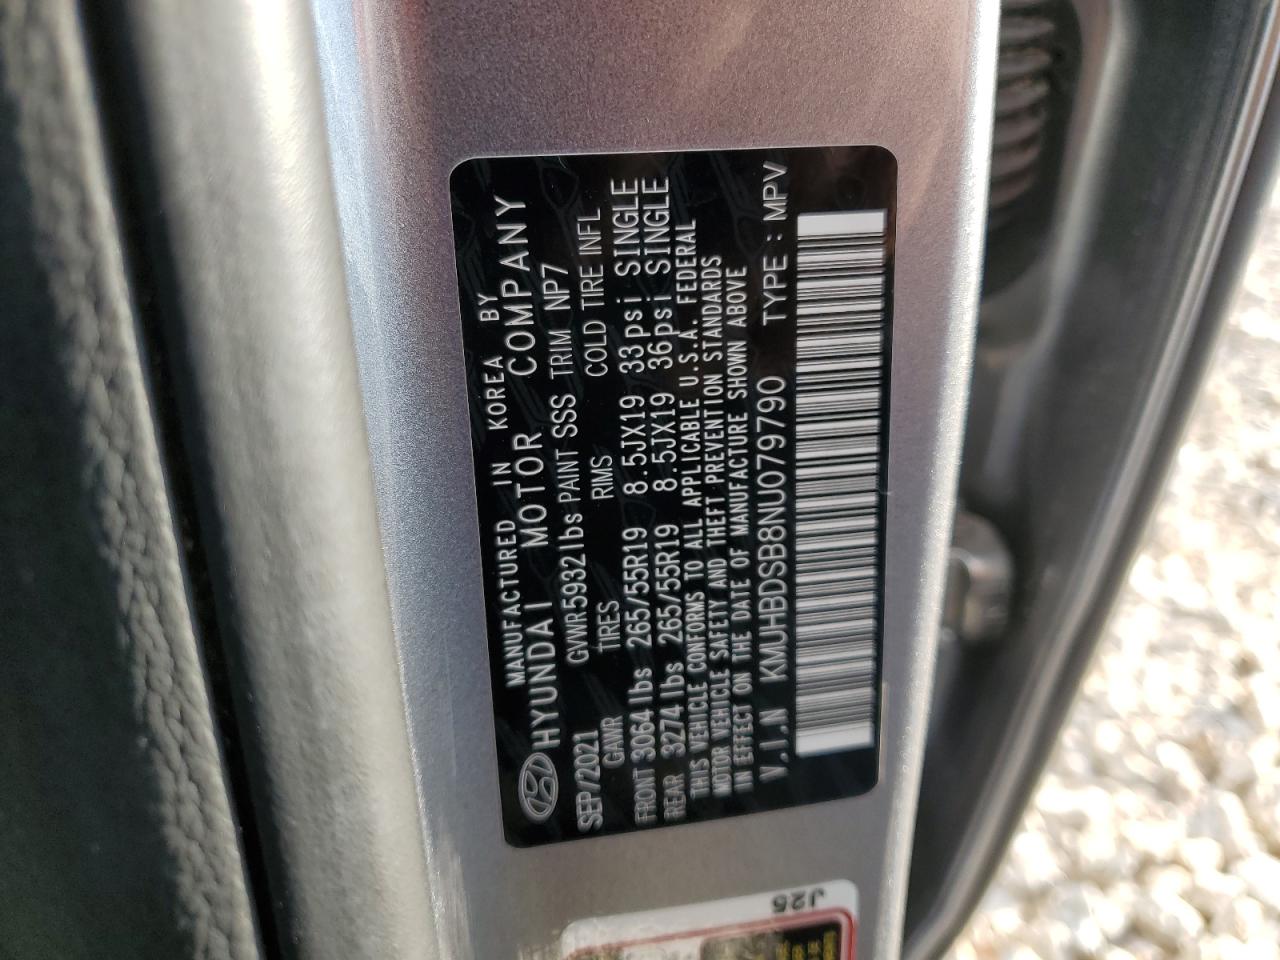 MANUFACTURED IN KOREA BY
HYUNDAI MOTOR COMPANY
SEP/2021 GVWR5932lbs PAINT SSS TRIM NP7
GAWR TIRES RIMS COLD TIRE INFL
FRONT 3064lbs 265/55R19 8.5JX19 33psi SINGLE
REAR 3274lbs 265/55R19 8.5JX19 36psi SINGLE
THIS VEHICLE CONFORMS TO ALL APPLICABLE U.S.A. FEDERAL
MOTOR VEHICLE SAFETY AND THEFT PREVENTION STANDARDS
IN EFFECT ON THE DATE OF MANUFACTURE SHOWN ABOVE
V.I.N KMUHBDSB8NU079790 TYPE : MPV
J25